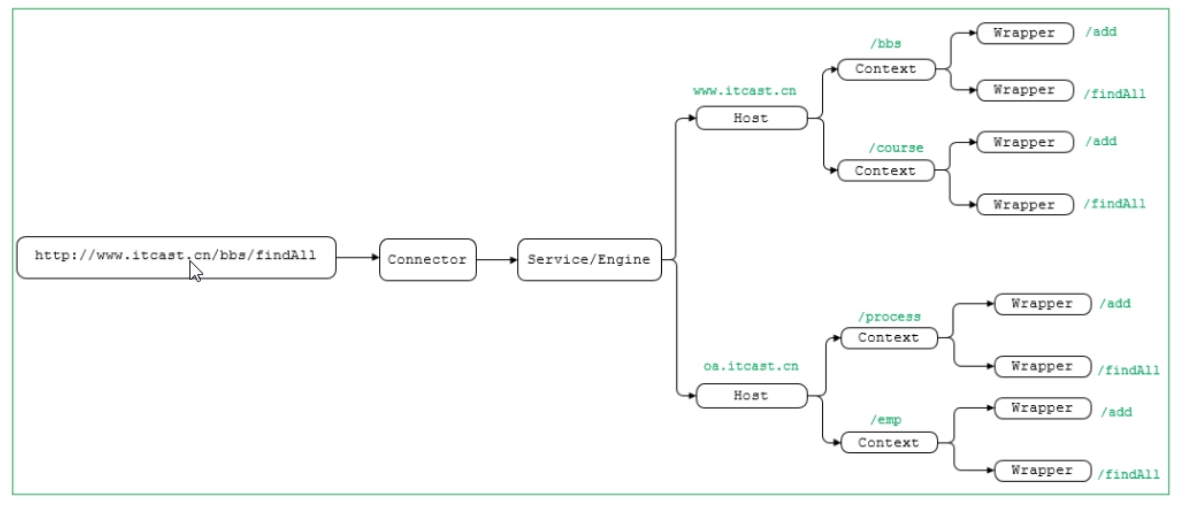 http://www.itcast.cn/bbs/findAll
Connector
Service/Engine
www.itcast.cn
Host
/bbs
Context
Wrapper
/add
Wrapper
/findAll
/course
Context
Wrapper
/add
Wrapper
/findAll
oa.itcast.cn
Host
/process
Context
Wrapper
/add
Wrapper
/findAll
/emp
Context
Wrapper
/add
Wrapper
/findAll